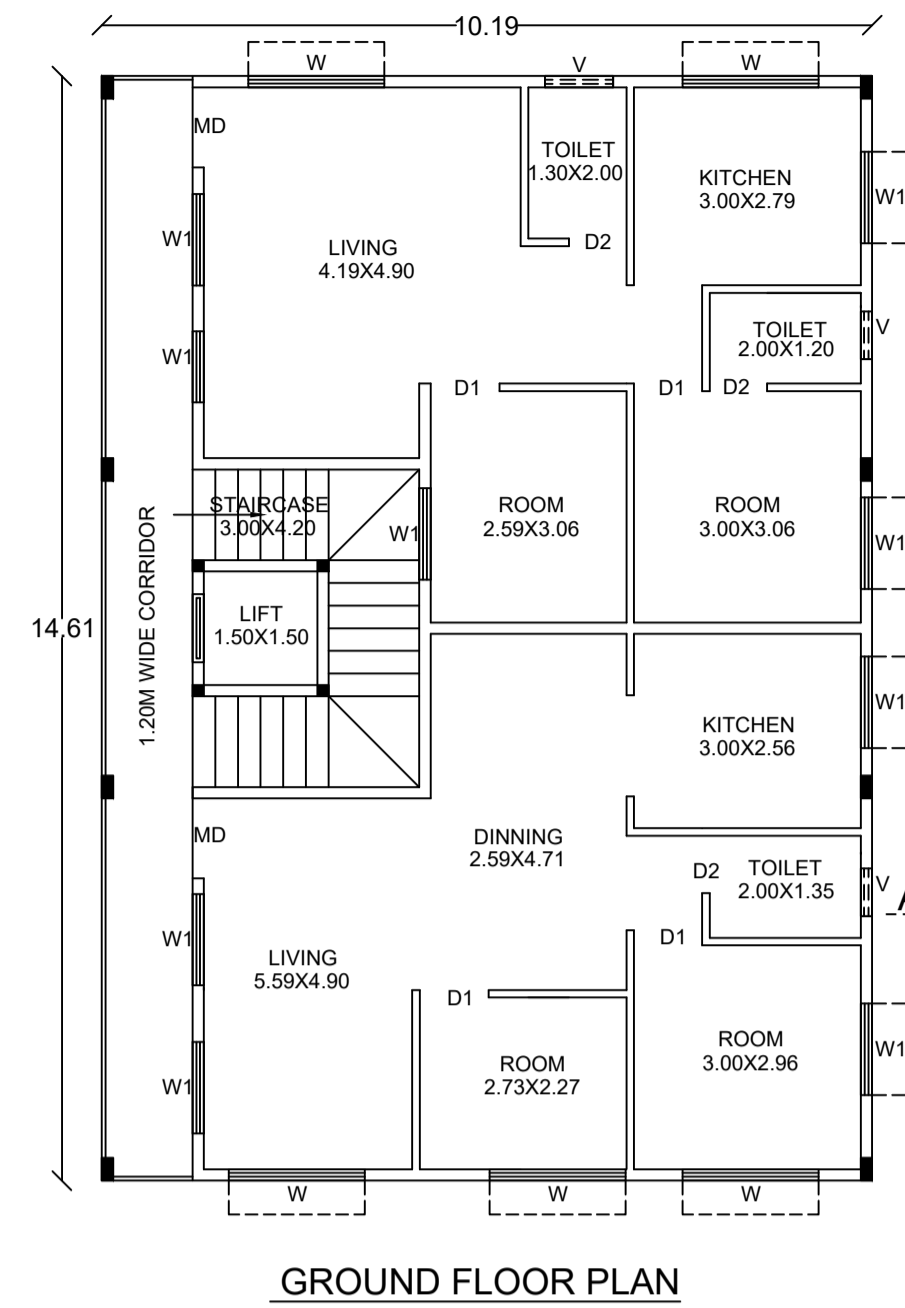 10.19
W
V
W
MD
TOILET
1.30X2.00
KITCHEN
3.00X2.79
W1
W1
D2
LIVING
4.19X4.90
V
TOILET
2.00X1.20
W1
D1
D1
D2
STAIRCASE
3.00X4.20
ROOM
2.59X3.06
ROOM
3.00X3.06
W1
W1
1.20M WIDE CORRIDOR
LIFT
1.50X1.50
14.61
W1
KITCHEN
3.00X2.56
MD
DINNING
2.59X4.71
D2
TOILET
2.00X1.35
V
W1
D1
LIVING
5.59X4.90
D1
ROOM
3.00X2.96
W1
ROOM
2.73X2.27
W1
W
W
W
GROUND FLOOR PLAN